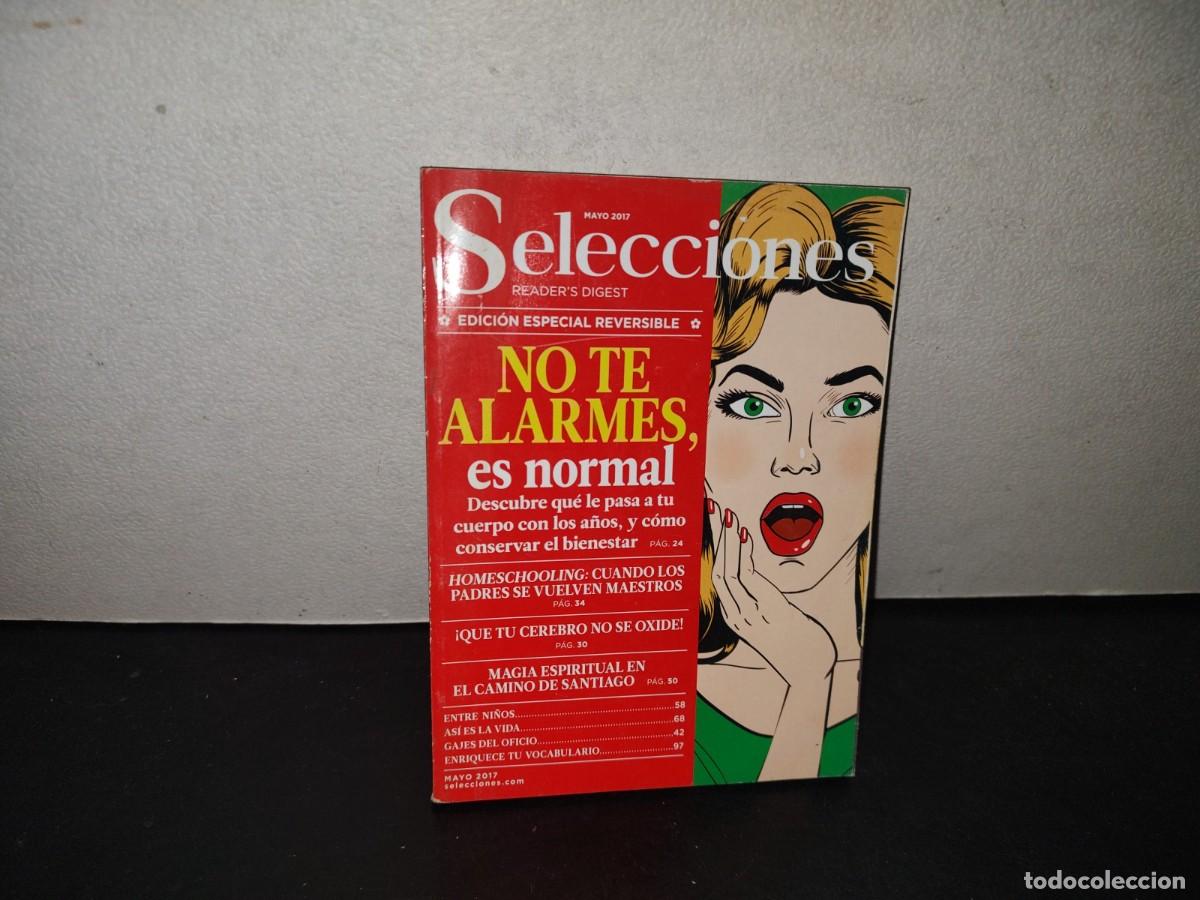 MAYO 2017
Selecciones
READER'S DIGEST
✿ EDICIÓN ESPECIAL REVERSIBLE ✿
NO TE
ALARMES,
es normal
Descubre qué le pasa a tu
cuerpo con los años, y cómo
conservar el bienestar PÁG. 24
HOMESCHOOLING: CUANDO LOS
PADRES SE VUELVEN MAESTROS
PÁG. 34
¡QUE TU CEREBRO NO SE OXIDE!
PÁG. 30
MAGIA ESPIRITUAL EN
EL CAMINO DE SANTIAGO PÁG. 50
ENTRE NIÑOS........................................58
ASÍ ES LA VIDA........................................68
GAJES DEL OFICIO....................................42
ENRIQUECE TU VOCABULARIO....................97
MAYO 2017
selecciones.com
todocoleccion